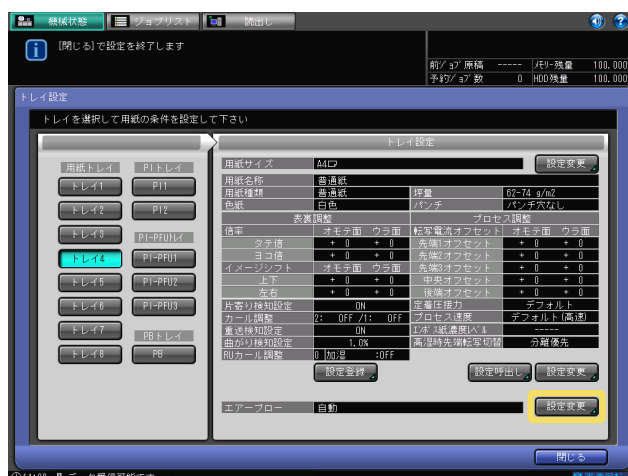 機械状態 ジョブリスト 読出し
[閉じる]で設定を終了します
前ジョブ原稿 ----- メモリー残量 100.000
予約ジョブ数 0 HDD残量 100.000
トレイ設定
トレイを選択して用紙の条件を設定して下さい
トレイ設定
用紙トレイ PIトレイ
トレイ1 PI1
トレイ2 PI2
トレイ3 PI-PFUトレイ
トレイ4 PI-PFU1
トレイ5 PI-PFU2
トレイ6 PI-PFU3
トレイ7 PBトレイ
トレイ8 PB
用紙サイズ A4 設定変更
用紙名称 普通紙
用紙種類 普通紙 坪量 62-74 g/m2
色紙 白色 パンチ パンチ穴なし
表裏調整 プロセス調整
倍率 オモテ面 ウラ面 転写電流オフセット オモテ面 ウラ面
タテ倍 + 0 + 0 先端1オフセット + 0 + 0
ヨコ倍 + 0 + 0 先端2オフセット + 0 + 0
イメージシフト オモテ面 ウラ面 先端3オフセット + 0 + 0
上下 + 0 + 0 中央オフセット + 0 + 0
左右 + 0 + 0 後端オフセット + 0 + 0
片寄り検知設定 ON 定着圧接力 デフォルト
カール調整 2: OFF /1: OFF プロセス速度 デフォルト(高速)
重送検知設定 ON エンボス紙濃度レベル -----
曲がり検知設定 1.0% 高湿時先端転写切替 分離優先
RUカール調整 0 加湿 :OFF
設定登録 設定呼出し 設定変更
エアーブロー 自動 設定変更
閉じる